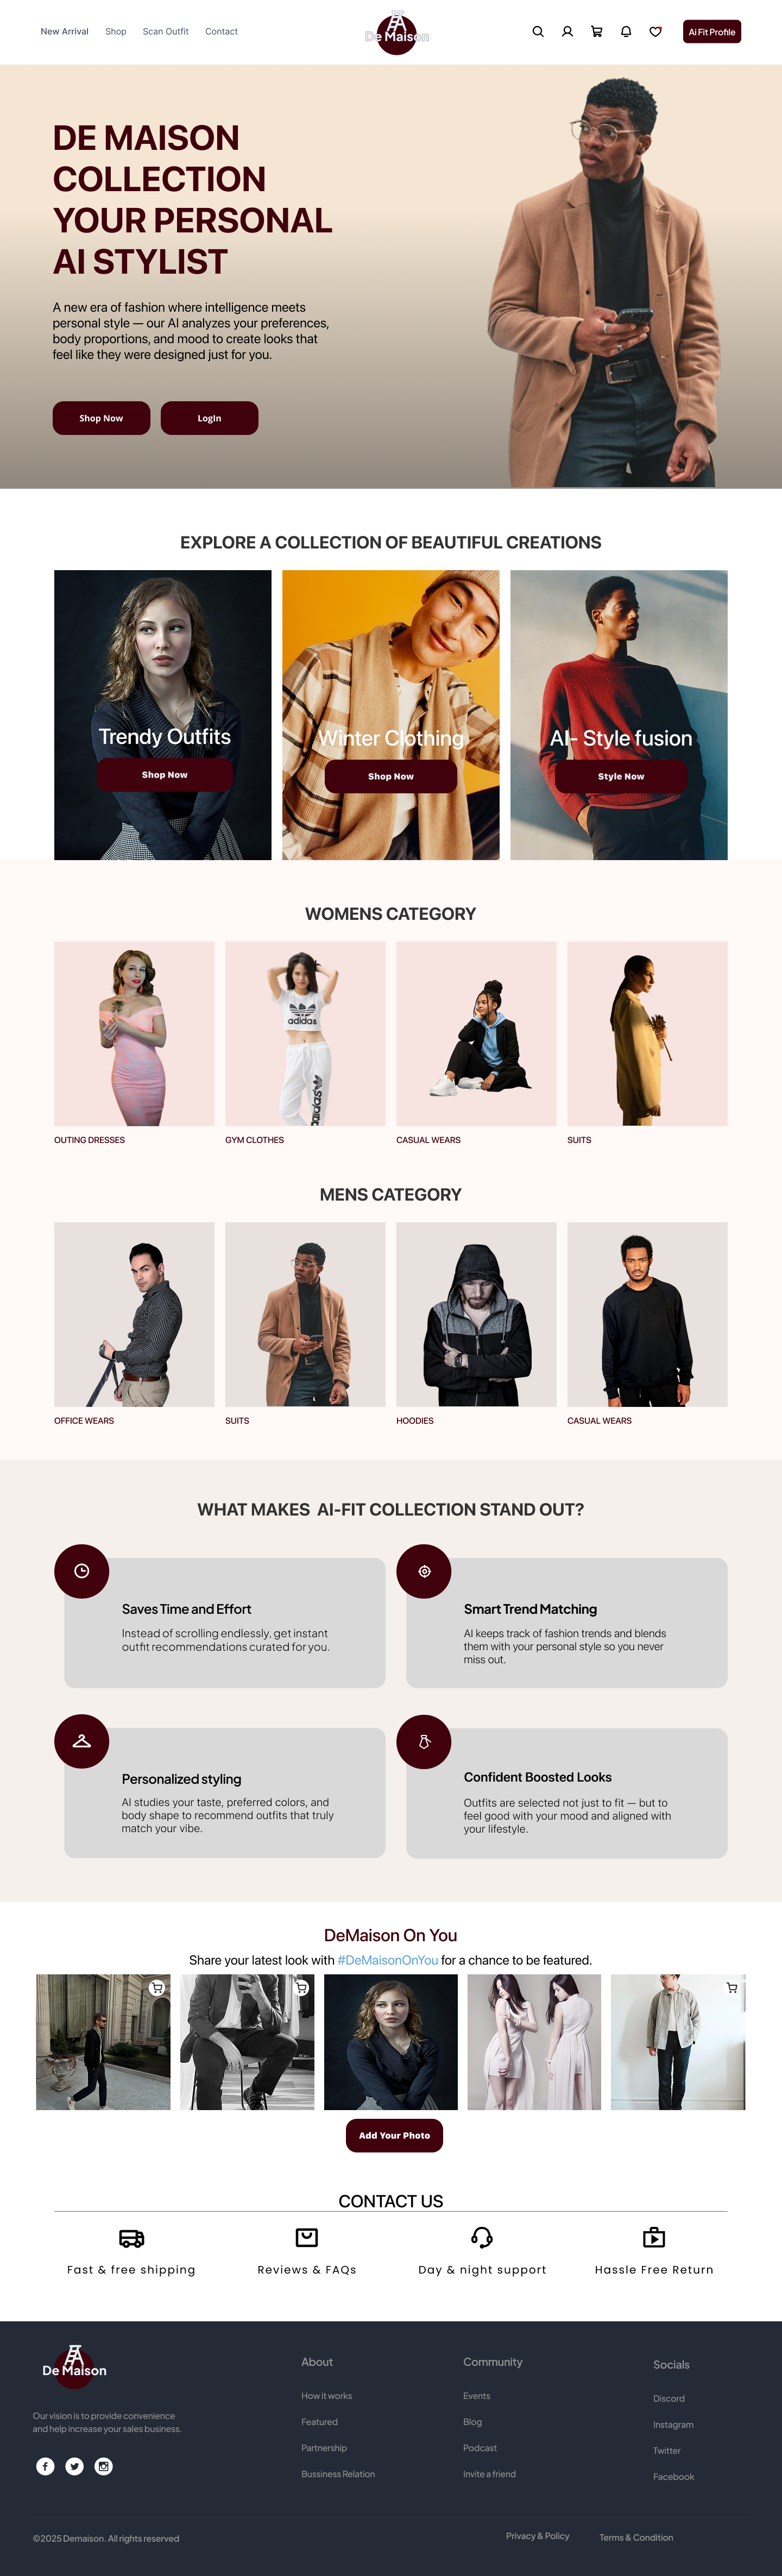 New Arrival
Shop
Scan Outfit
Contact
De Maison
Ai Fit Profile
DE MAISON
COLLECTION
YOUR PERSONAL
AI STYLIST
A new era of fashion where intelligence meets
personal style — our AI analyzes your preferences,
body proportions, and mood to create looks that
feel like they were designed just for you.
Shop Now
LogIn
EXPLORE A COLLECTION OF BEAUTIFUL CREATIONS
Trendy Outfits
Shop Now
Winter Clothing
Shop Now
AI- Style fusion
Style Now
WOMENS CATEGORY
adidas
adidas
OUTING DRESSES
GYM CLOTHES
CASUAL WEARS
SUITS
MENS CATEGORY
OFFICE WEARS
SUITS
HOODIES
CASUAL WEARS
WHAT MAKES  AI-FIT COLLECTION STAND OUT?
Saves Time and Effort
Instead of scrolling endlessly, get instant
outfit recommendations curated for you.
Smart Trend Matching
AI keeps track of fashion trends and blends
them with your personal style so you never
miss out.
Personalized styling
AI studies your taste, preferred colors, and
body shape to recommend outfits that truly
match your vibe.
Confident Boosted Looks
Outfits are selected not just to fit — but to
feel good with your mood and aligned with
your lifestyle.
DeMaison On You
Share your latest look with #DeMaisonOnYou for a chance to be featured.
Add Your Photo
CONTACT US
Fast & free shipping
Reviews & FAQs
Day & night support
Hassle Free Return
De Maison
Our vision is to provide convenience
and help increase your sales business.
About
How it works
Featured
Partnership
Bussiness Relation
Community
Events
Blog
Podcast
Invite a friend
Socials
Discord
Instagram
Twitter
Facebook
©2025 Demaison. All rights reserved
Privacy & Policy
Terms & Condition